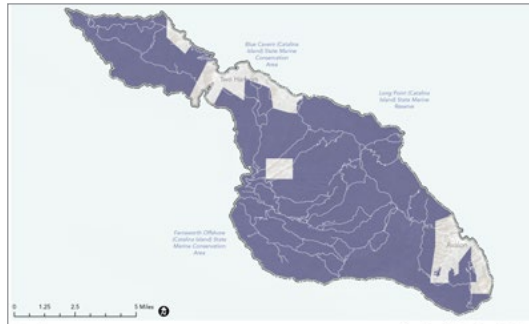 Blue Cavern (Catalina
Island) State Marine
Conservation
Area
Two Harbors
Long Point (Catalina
Island) State Marine
Reserve
Farnsworth Offshore
(Catalina Island) State
Marine Conservation
Area
Avalon
0 1.25 2.5 5 Miles
N